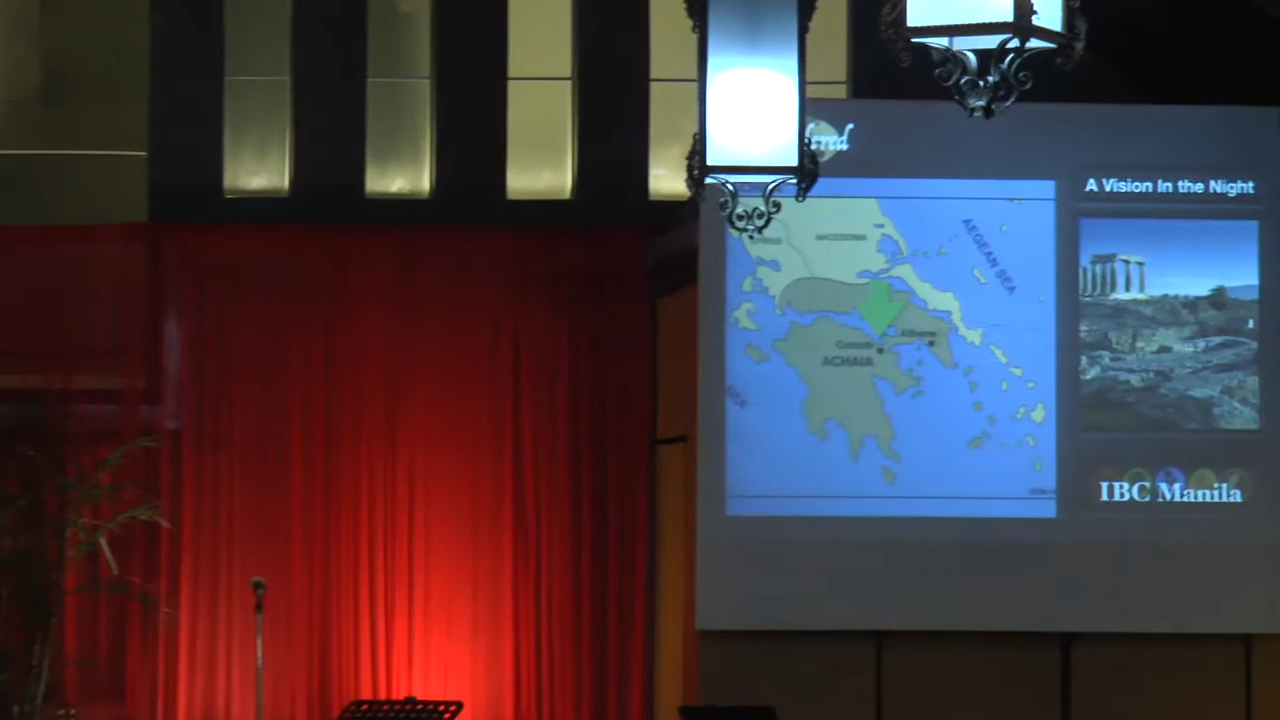 A Vision In the Night
MACEDONIA
AEGEAN SEA
Athens
Corinth
ACHAIA
IBC Manila